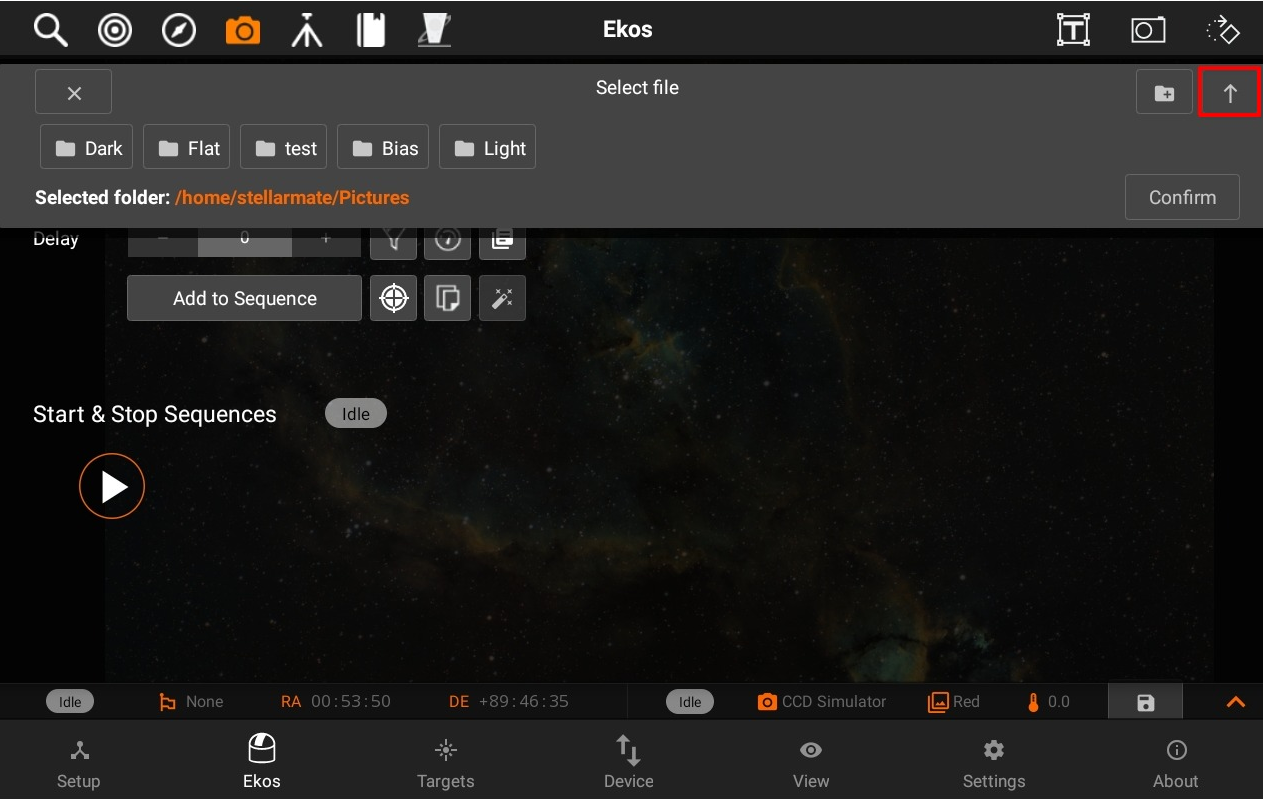 Ekos
Select file
Dark Flat test Bias Light
Selected folder: /home/stellarmate/Pictures Confirm
Delay − 0 +
Add to Sequence
Start & Stop Sequences Idle
Idle None RA 00:53:50 DE +89:46:35 Idle CCD Simulator Red 0.0
Setup Ekos Targets Device View Settings About